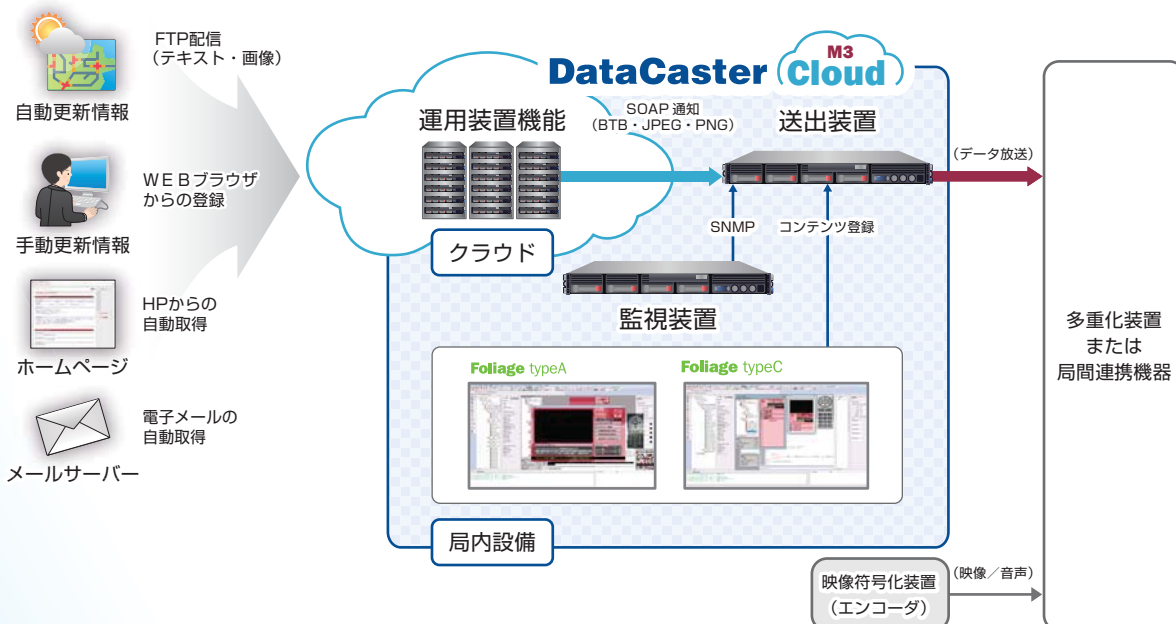 自動更新情報
FTP配信
（テキスト・画像）
手動更新情報
WEBブラウザ
からの登録
ホームページ
HPからの
自動取得
メールサーバー
電子メールの
自動取得
DataCaster
M3
Cloud
運用装置機能
クラウド
SOAP 通知
（BTB・JPEG・PNG）
送出装置
SNMP
コンテンツ登録
監視装置
Foliage typeA
Foliage typeC
局内設備
（データ放送）
多重化装置
または
局間連携機器
映像符号化装置
（エンコーダ）
（映像／音声）